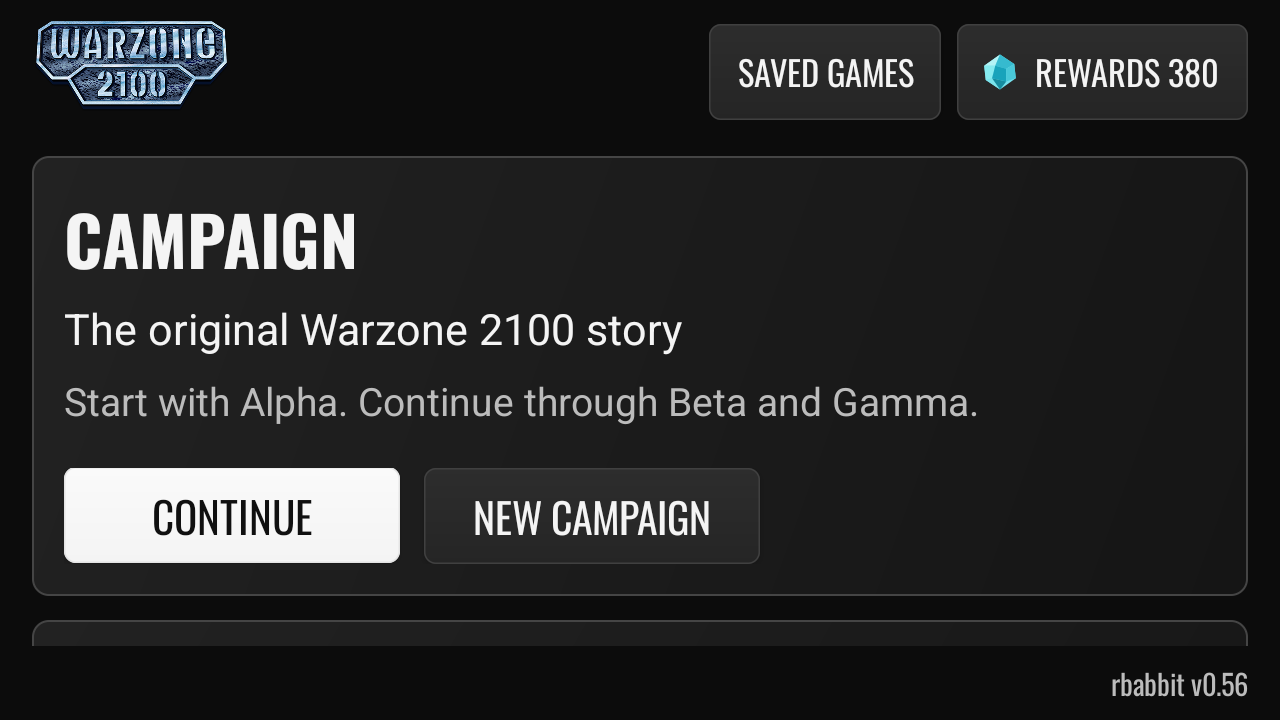 WARZONE
2100
SAVED GAMES
REWARDS 380
CAMPAIGN
The original Warzone 2100 story
Start with Alpha. Continue through Beta and Gamma.
CONTINUE
NEW CAMPAIGN
rbabbit v0.56